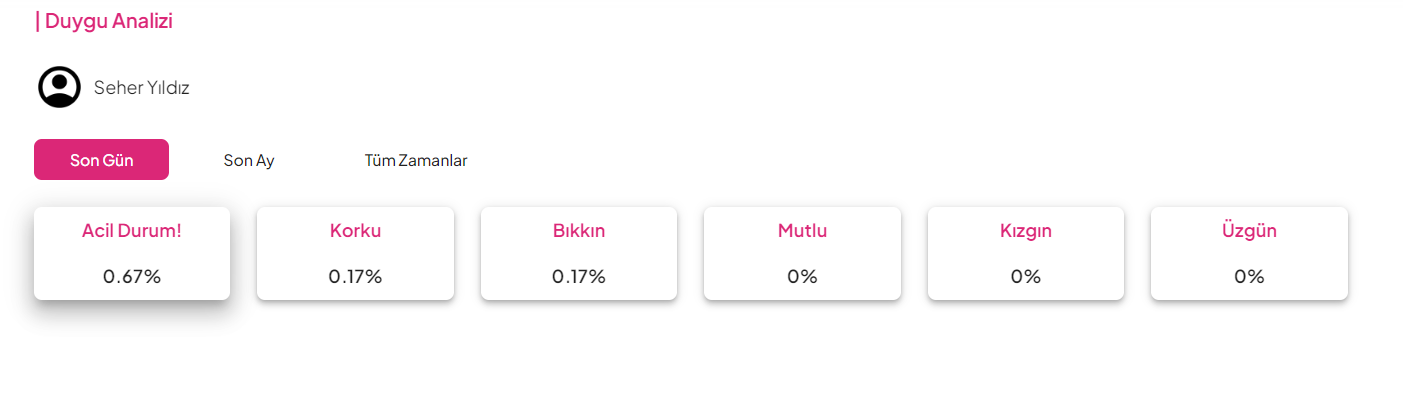 | Duygu Analizi
Seher Yıldız
Son Gün Son Ay Tüm Zamanlar
Acil Durum! Korku Bıkkın Mutlu Kızgın Üzgün
0.67% 0.17% 0.17% 0% 0% 0%